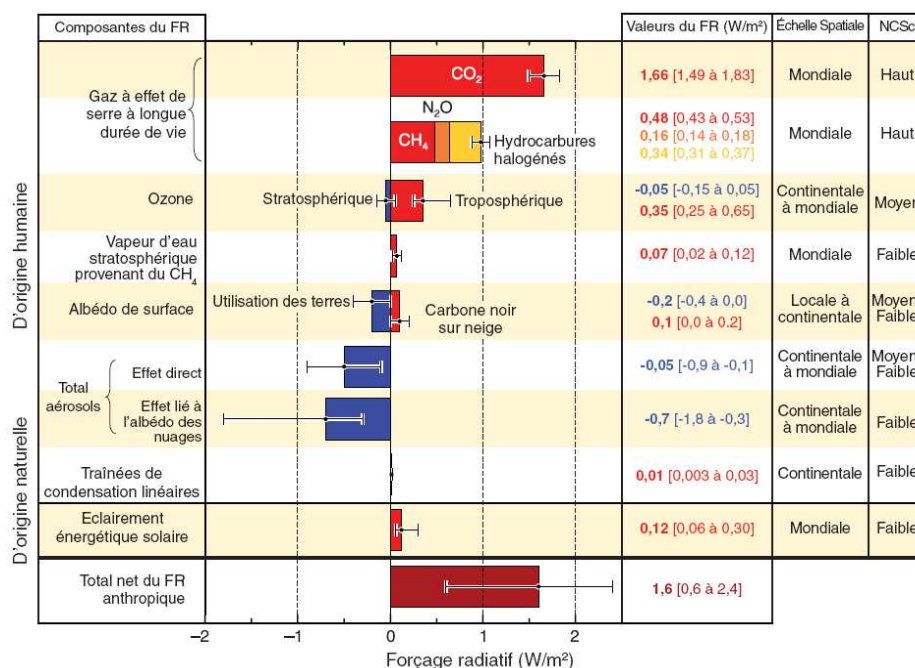 Composantes du FR
Valeurs du FR (W/m²)
Échelle Spatiale
NCSc
D'origine humaine
D'origine naturelle
Gaz à effet de
serre à longue
durée de vie
CO₂
1,66 [1,49 à 1,83]
Mondiale
Haut
N₂O
CH₄
Hydrocarbures
halogénés
0,48 [0,43 à 0,53]
0,16 [0,14 à 0,18]
0,34 [0,31 à 0,37]
Mondiale
Haut
Ozone
Stratosphérique
Troposphérique
-0,05 [-0,15 à 0,05]
0,35 [0,25 à 0,65]
Continentale
à mondiale
Moyen
Vapeur d'eau
stratosphérique
provenant du CH₄
0,07 [0,02 à 0,12]
Mondiale
Faible
Albédo de surface
Utilisation des terres
Carbone noir
sur neige
-0,2 [-0,4 à 0,0]
0,1 [0,0 à 0.2]
Locale à
continentale
Moyen
Faible
Total
aérosols
Effet direct
-0,05 [-0,9 à -0,1]
Continentale
à mondiale
Moyen
Faible
Effet lié à
l'albédo des
nuages
-0,7 [-1,8 à -0,3]
Continentale
à mondiale
Faible
Traînées de
condensation linéaires
0,01 [0,003 à 0,03]
Continentale
Faible
Eclairement
énergétique solaire
0,12 [0,06 à 0,30]
Mondiale
Faible
Total net du FR
anthropique
1,6 [0,6 à 2,4]
−2 −1 0 1 2
Forçage radiatif (W/m²)